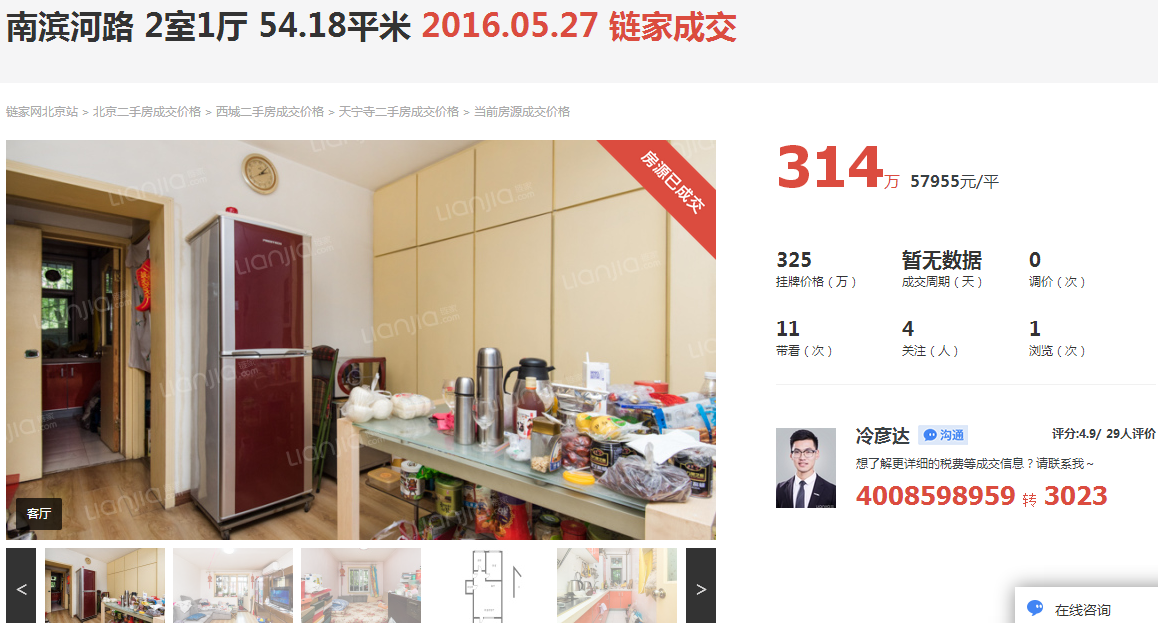 南滨河路 2室1厅 54.18平米 2016.05.27 链家成交
链家网北京站 > 北京二手房成交价格 > 西城二手房成交价格 > 天宁寺二手房成交价格 > 当前房源成交价格
房源已成交
314万 57955元/平
325 暂无数据 0
挂牌价格（万） 成交周期（天） 调价（次）
11 4 1
带看（次） 关注（人） 浏览（次）
冷彦达 沟通 评分:4.9/ 29人评价
想了解更详细的税费等成交信息？请联系我～
4008598959 转 3023
客厅
< >
在线咨询
Lianjia.com